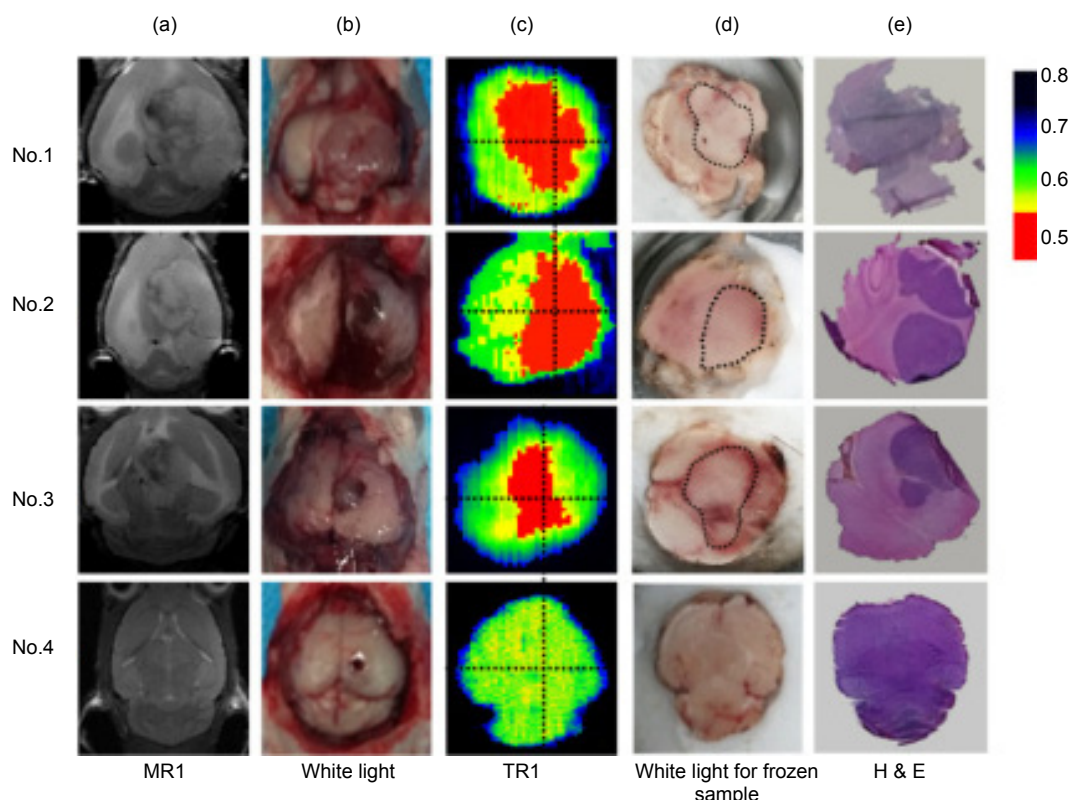 (a) (b) (c) (d) (e)
0.8
0.7
No.1
0.6
0.5
No.2
No.3
No.4
MR1 White light TR1 White light for frozen H & E
sample